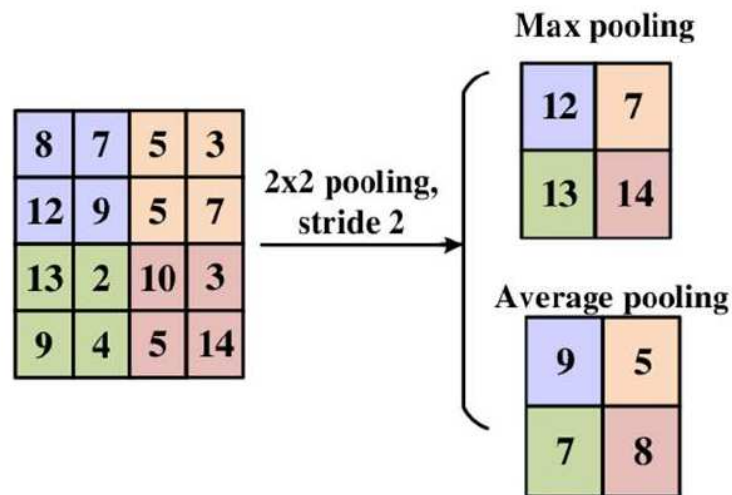 Max pooling
12 7
13 14
8 7 5 3
12 9 5 7
13 2 10 3
9 4 5 14
2x2 pooling,
stride 2
Average pooling
9 5
7 8